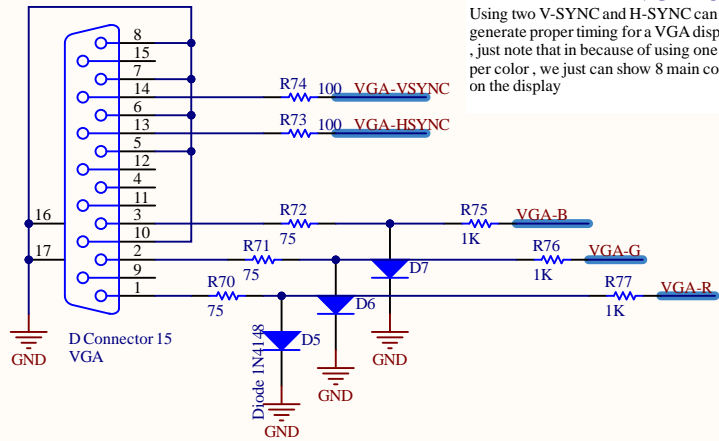 Using two V-SYNC and H-SYNC can
generate proper timing for a VGA disp
, just note that in because of using one
per color , we just can show 8 main co
on the display
8
15
7
14
R74
100
VGA-VSYNC
6
R73
13
100
VGA-HSYNC
5
12
4
11
16
3
R72
75
R75
1K
VGA-B
10
17
2
R71
75
D7
R76
1K
VGA-G
9
1
R70
75
D6
R77
1K
VGA-R
D Connector 15
VGA
Diode 1N4148
D5
GND
GND
GND
GND